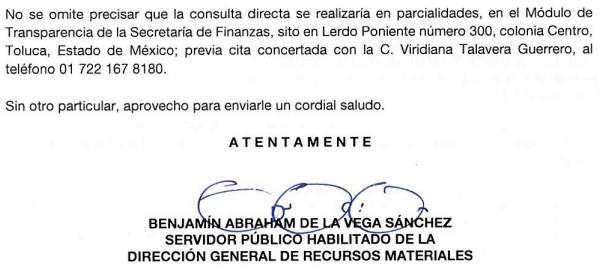 No se omite precisar que la consulta directa se realizaría en parcialidades, en el Módulo de
Transparencia de la Secretaría de Finanzas, sito en Lerdo Poniente número 300, colonia Centro,
Toluca, Estado de México; previa cita concertada con la C. Viridiana Talavera Guerrero, al
teléfono 01 722 167 8180.
Sin otro particular, aprovecho para enviarle un cordial saludo.
ATENTAMENTE
BENJAMÍN ABRAHAM DE LA VEGA SÁNCHEZ
SERVIDOR PÚBLICO HABILITADO DE LA
DIRECCIÓN GENERAL DE RECURSOS MATERIALES